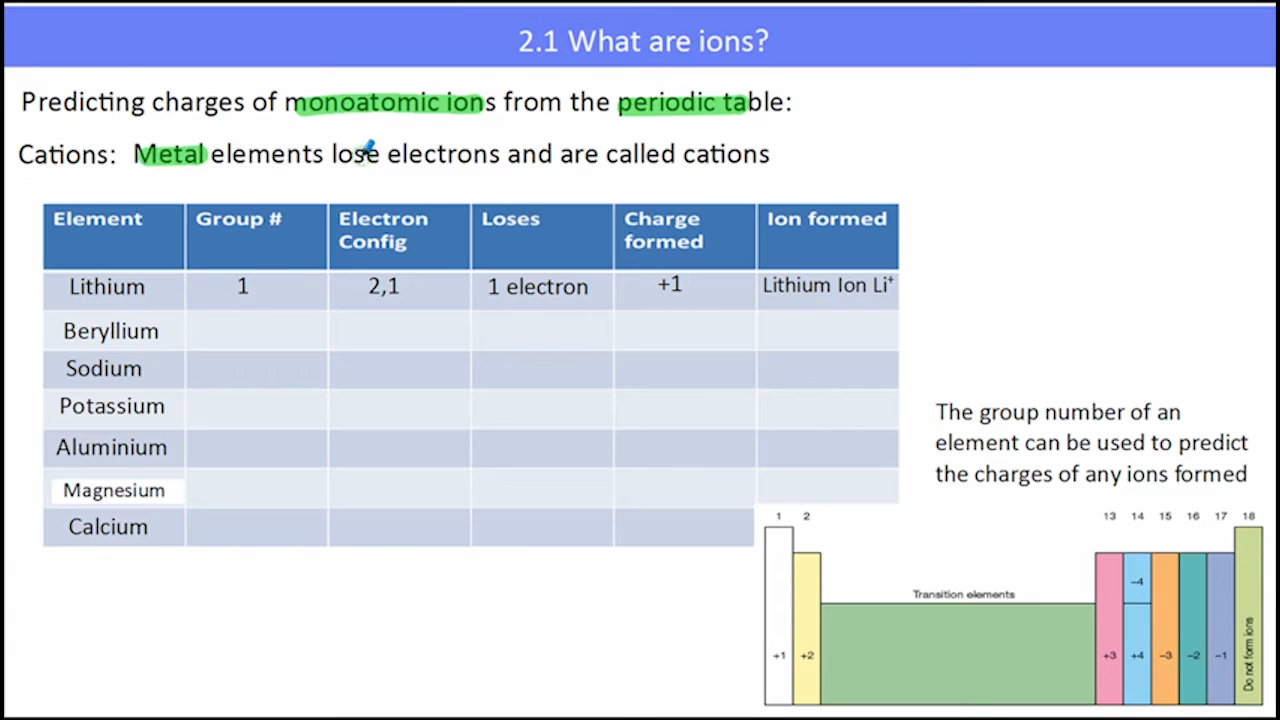 2.1 What are ions?
Predicting charges of monoatomic ions from the periodic table:
Cations: Metal elements lose electrons and are called cations
Element Group # Electron Config Loses Charge formed Ion formed
Lithium 1 2,1 1 electron +1 Lithium Ion Li⁺
Beryllium
Sodium
Potassium
Aluminium
Magnesium
Calcium
The group number of an
element can be used to predict
the charges of any ions formed
1 2 13 14 15 16 17 18
−4
Transition elements
+1 +2 +3 +4 −3 −2 −1
Do not form ions